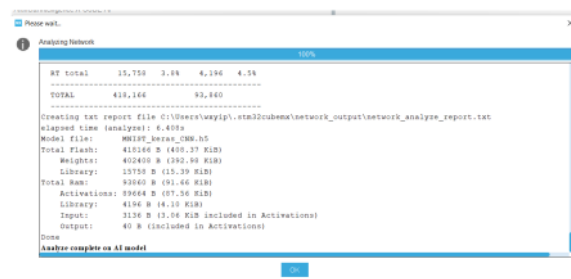 Please wait..
Analyzing Network
100%
RT total 15,758 3.8% 4,196 4.5%
TOTAL 418,166 93,860
Creating txt report file C:\Users\wxyip\.stm32cubemx\network_output\network_analyze_report.txt
elapsed time (analyze): 6.408s
Model file: MNIST_keras_CNN.h5
Total Flash: 418166 B (408.37 KiB)
Weights: 402408 B (392.98 KiB)
Library: 15758 B (15.39 KiB)
Total Ram: 93860 B (91.66 KiB)
Activations: 89664 B (87.56 KiB)
Library: 4196 B (4.10 KiB)
Input: 3136 B (3.06 KiB included in Activations)
Output: 40 B (included in Activations)
Done
Analyze complete on AI model